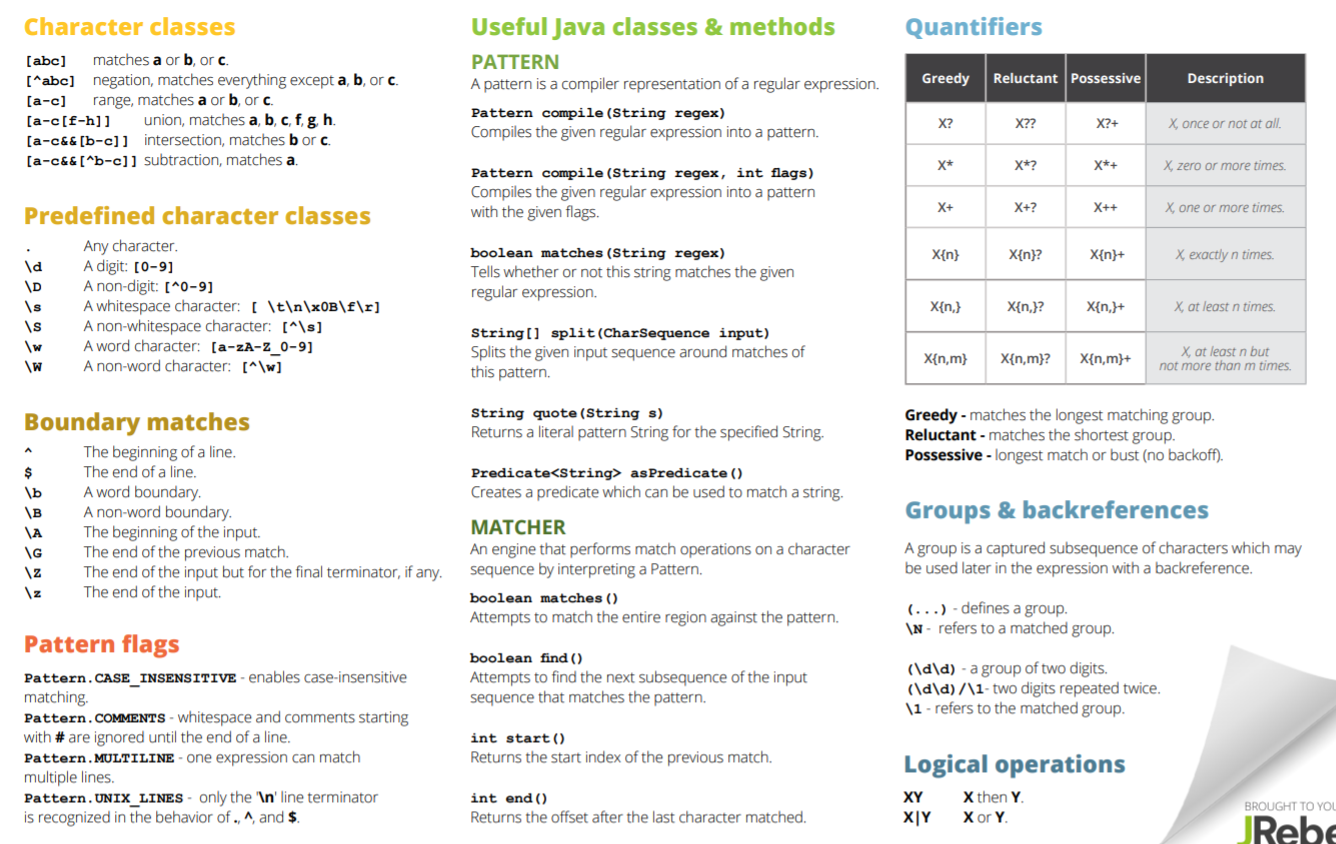 Character classes
[abc] matches a or b, or c.
[^abc] negation, matches everything except a, b, or c.
[a-c] range, matches a or b, or c.
[a-c[f-h]] union, matches a, b, c, f, g, h.
[a-c&&[b-c]] intersection, matches b or c.
[a-c&&[^b-c]] subtraction, matches a.
Predefined character classes
. Any character.
\d A digit: [0-9]
\D A non-digit: [^0-9]
\s A whitespace character: [ \t\n\x0B\f\r]
\S A non-whitespace character: [^\s]
\w A word character: [a-zA-Z_0-9]
\W A non-word character: [^\w]
Boundary matches
^ The beginning of a line.
$ The end of a line.
\b A word boundary.
\B A non-word boundary.
\A The beginning of the input.
\G The end of the previous match.
\Z The end of the input but for the final terminator, if any.
\z The end of the input.
Pattern flags
Pattern.CASE_INSENSITIVE - enables case-insensitive
matching.
Pattern.COMMENTS - whitespace and comments starting
with # are ignored until the end of a line.
Pattern.MULTILINE - one expression can match
multiple lines.
Pattern.UNIX_LINES - only the '\n' line terminator
is recognized in the behavior of ., ^, and $.
Useful Java classes & methods
PATTERN
A pattern is a compiler representation of a regular expression.
Pattern compile(String regex)
Compiles the given regular expression into a pattern.
Pattern compile(String regex, int flags)
Compiles the given regular expression into a pattern
with the given flags.
boolean matches(String regex)
Tells whether or not this string matches the given
regular expression.
String[] split(CharSequence input)
Splits the given input sequence around matches of
this pattern.
String quote(String s)
Returns a literal pattern String for the specified String.
Predicate<String> asPredicate()
Creates a predicate which can be used to match a string.
MATCHER
An engine that performs match operations on a character
sequence by interpreting a Pattern.
boolean matches()
Attempts to match the entire region against the pattern.
boolean find()
Attempts to find the next subsequence of the input
sequence that matches the pattern.
int start()
Returns the start index of the previous match.
int end()
Returns the offset after the last character matched.
Quantifiers
Greedy Reluctant Possessive Description
X? X?? X?+ X, once or not at all.
X* X*? X*+ X, zero or more times.
X+ X+? X++ X, one or more times.
X{n} X{n}? X{n}+ X, exactly n times.
X{n,} X{n,}? X{n,}+ X, at least n times.
X{n,m} X{n,m}? X{n,m}+ X, at least n but
not more than m times.
Greedy - matches the longest matching group.
Reluctant - matches the shortest group.
Possessive - longest match or bust (no backoff).
Groups & backreferences
A group is a captured subsequence of characters which may
be used later in the expression with a backreference.
(...) - defines a group.
\N - refers to a matched group.
(\d\d) - a group of two digits.
(\d\d)/\1- two digits repeated twice.
\1 - refers to the matched group.
Logical operations
XY X then Y.
X|Y X or Y.
BROUGHT TO YOU
JRebe